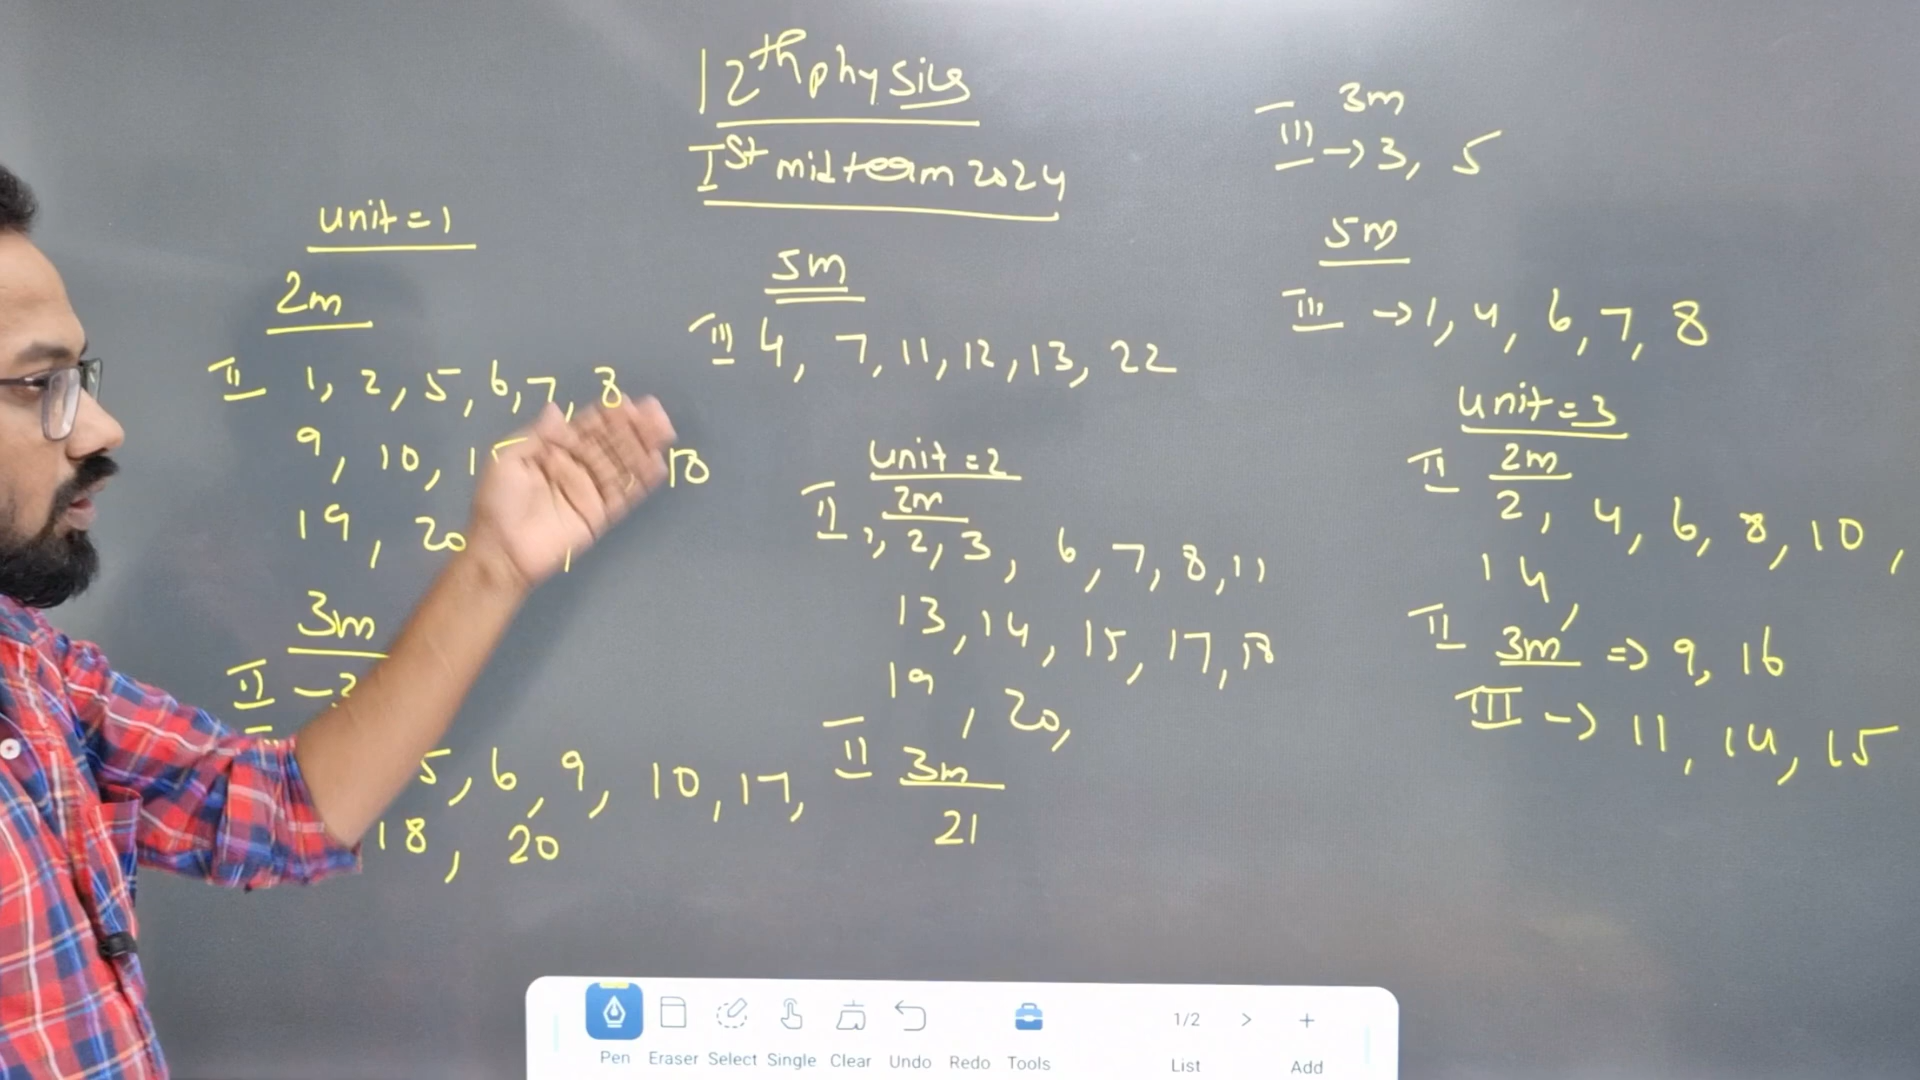 12th physics
Ist midteam 2024
unit = 1
2m
II 1, 2, 5, 6, 7, 8
9, 10, 18
19, 20
3m
II -
5, 6, 9, 10, 17,
18, 20
5m
III 4, 7, 11, 12, 13, 22
unit = 2
2m
II 1, 2, 3, 6, 7, 8, 11
13, 14, 15, 17, 18
19, 20,
II 3m
21
3m
III → 3, 5
5m
III → 1, 4, 6, 7, 8
unit = 3
II 2m
2, 4, 6, 8, 10,
14,
II 3m => 9, 16
III → 11, 14, 15
Pen Eraser Select Single Clear Undo Redo Tools
1/2 > +
List Add